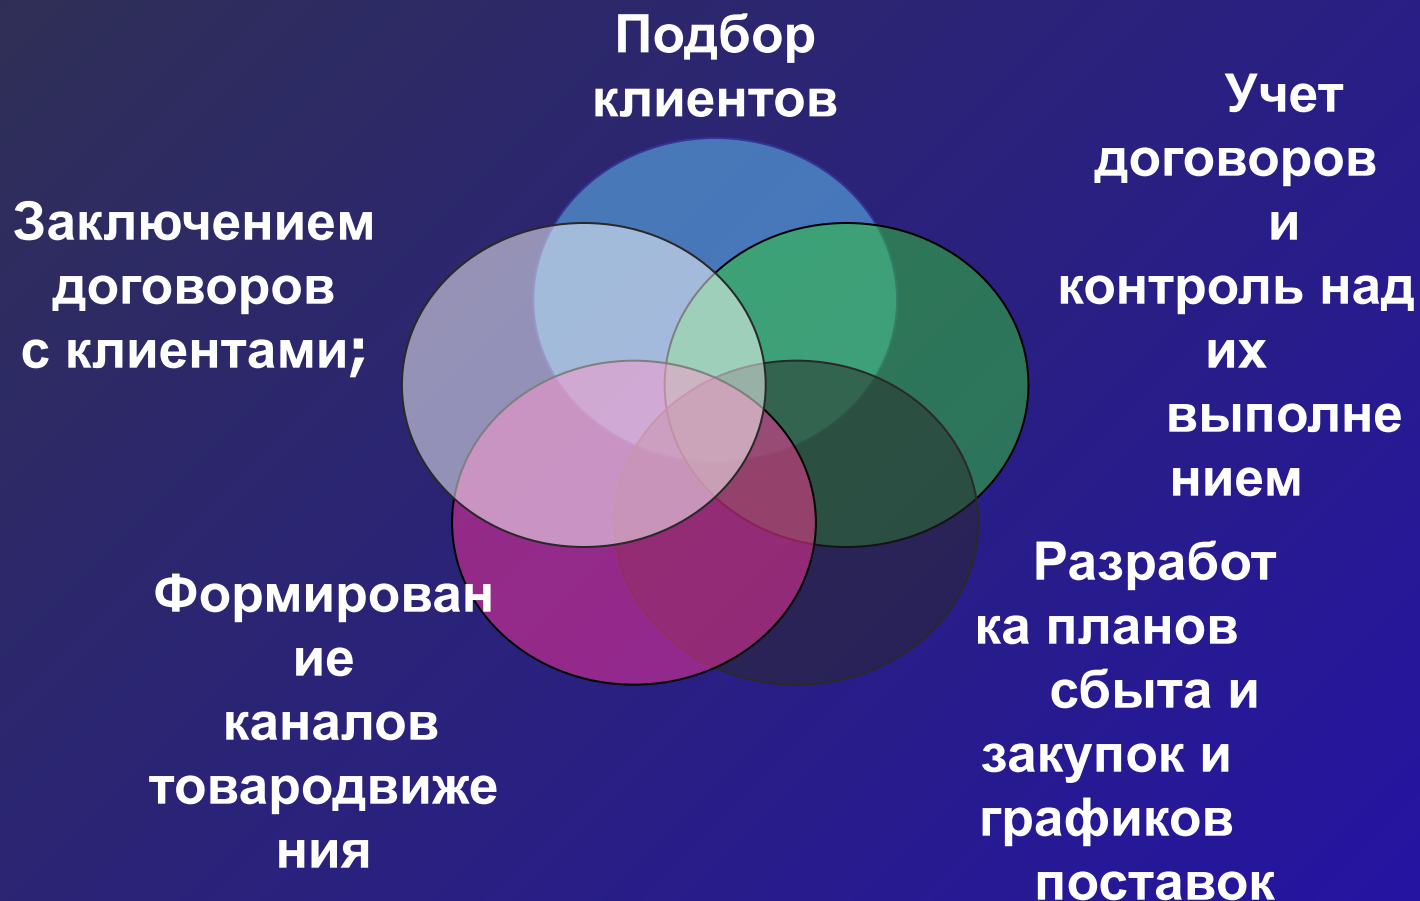 Подбор
клиентов
Учет
договоров
и
контроль над
их
выполне
нием
Разработ
ка планов
сбыта и
закупок и
графиков
поставок
Формирован
ие
каналов
товародвиже
ния
Заключением
договоров
с клиентами;